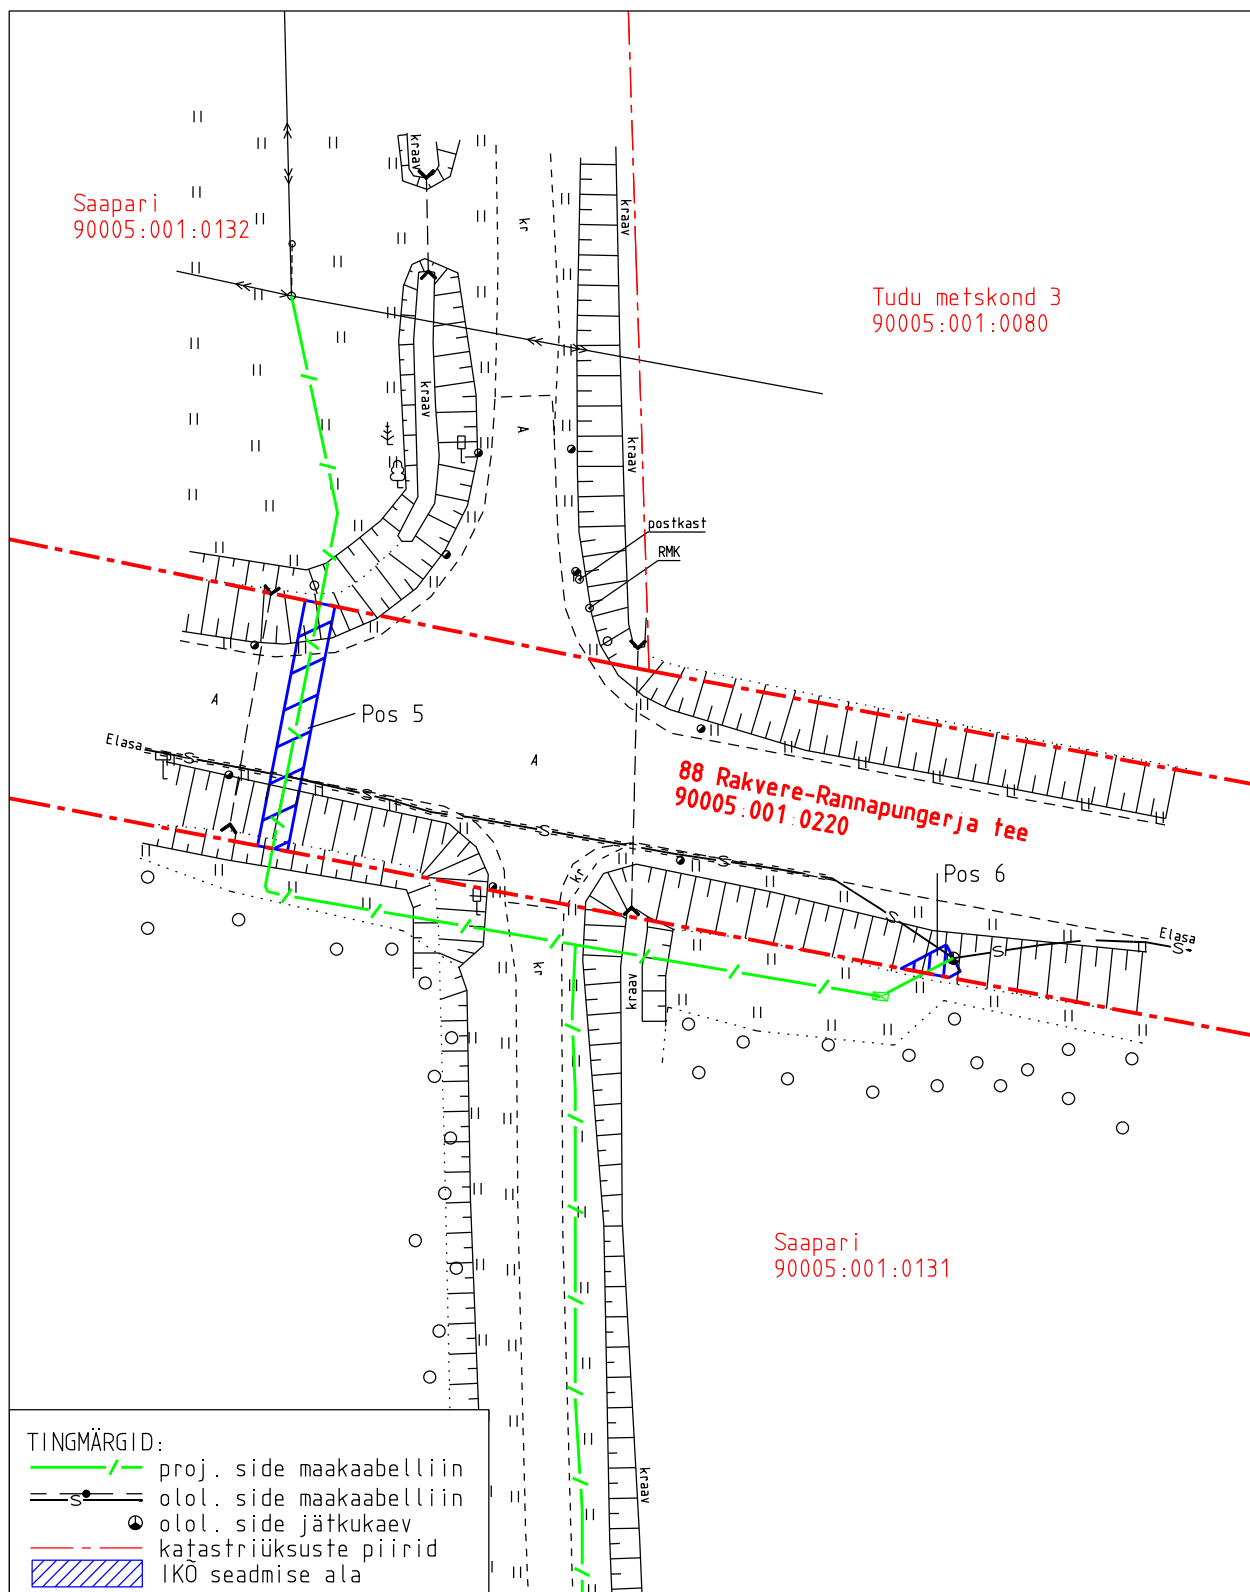 kraav
Saapari
90005:001:0132
kr
kraav
Tudu metskond 3
90005:001:0080
kraav
A
kraav
postkast
RMK
A
Pos 5
Elasa
S
A
88 Rakvere-Rannapungerja tee
90005:001:0220
S
S
S
kr
Pos 6
S
Elasa
S
S
kr
kraav
Saapari
90005:001:0131
kraav
TINGMÄRGID:
proj. side maakaabelliin
S
olol. side maakaabelliin
olol. side jätkukaev
katastriüksuste piirid
IKÕ seadmise ala